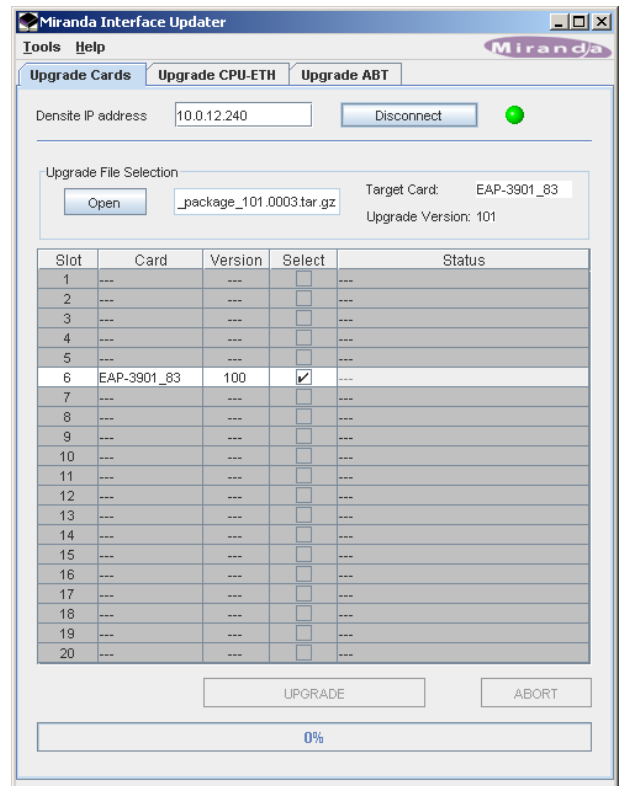 Miranda Interface Updater
Tools Help
Miranda
Upgrade Cards Upgrade CPU-ETH Upgrade ABT
Densite IP address 10.0.12.240 Disconnect
Upgrade File Selection
Open _package_101.0003.tar.gz Target Card: EAP-3901_83
Upgrade Version: 101
Slot Card Version Select Status
1 --- --- ---
2 --- --- ---
3 --- --- ---
4 --- --- ---
5 --- --- ---
6 EAP-3901_83 100 ---
7 --- --- ---
8 --- --- ---
9 --- --- ---
10 --- --- ---
11 --- --- ---
12 --- --- ---
13 --- --- ---
14 --- --- ---
15 --- --- ---
16 --- --- ---
17 --- --- ---
18 --- --- ---
19 --- --- ---
20 --- --- ---
UPGRADE ABORT
0%